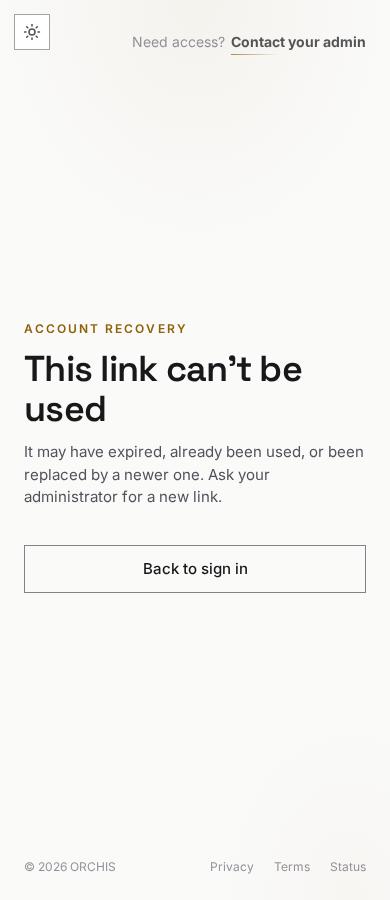 Need access? Contact your admin
ACCOUNT RECOVERY
This link can’t be
used
It may have expired, already been used, or been
replaced by a newer one. Ask your
administrator for a new link.
Back to sign in
© 2026 ORCHIS Privacy Terms Status